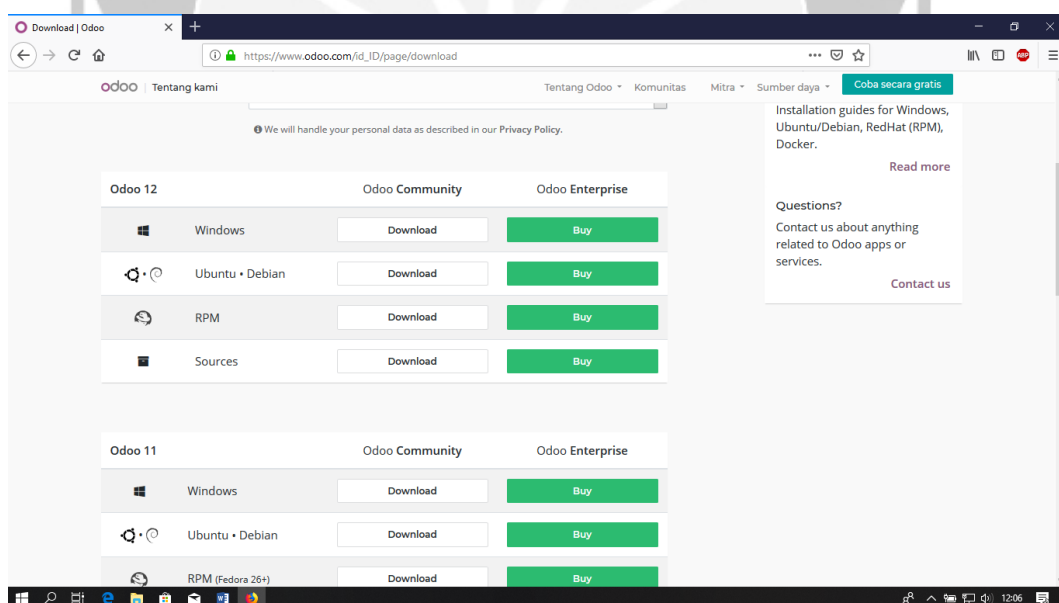 Download | Odoo
https://www.odoo.com/id_ID/page/download
ABP
odoo Tentang kami Tentang Odoo Komunitas Mitra Sumber daya Coba secara gratis
We will handle your personal data as described in our Privacy Policy.
Installation guides for Windows,
Ubuntu/Debian, RedHat (RPM),
Docker.
Read more
Questions?
Contact us about anything
related to Odoo apps or
services.
Contact us
Odoo 12 Odoo Community Odoo Enterprise
Windows Download Buy
Ubuntu • Debian Download Buy
RPM Download Buy
Sources Download Buy
Odoo 11 Odoo Community Odoo Enterprise
Windows Download Buy
Ubuntu • Debian Download Buy
RPM (Fedora 26+) Download Buy
12:06